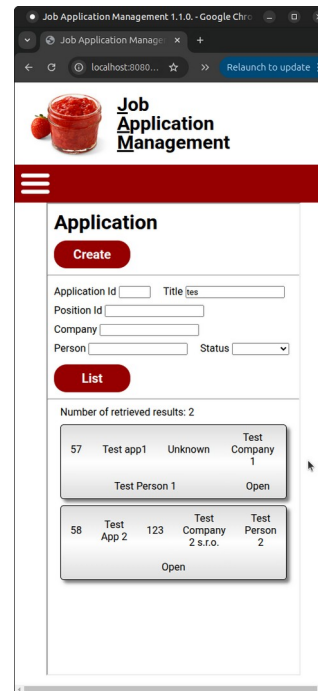 Job Application Management 1.1.0. - Google Chro
Job Application Manage
localhost:8080...
Relaunch to update
Job
Application
Management
Application
Create
Application Id
Title tes
Position Id
Company
Person
Status
List
Number of retrieved results: 2
57 Test app1 Unknown Test Company 1
Test Person 1 Open
58 Test App 2 123 Test Company 2 s.r.o. Test Person 2
Open